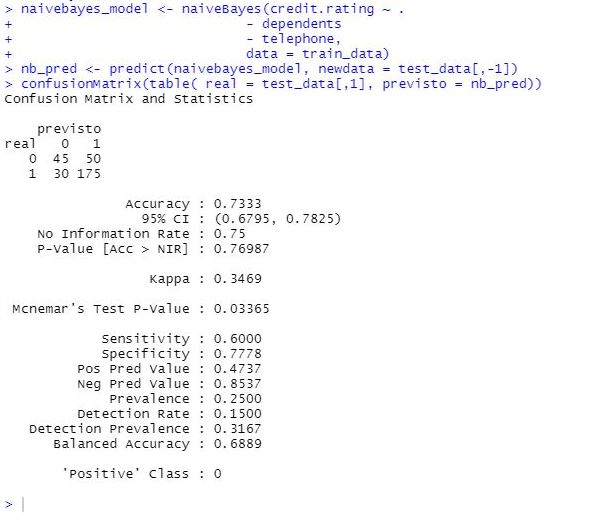 > naivebayes_model <- naiveBayes(credit.rating ~ .
+ - dependents
+ - telephone,
+ data = train_data)
> nb_pred <- predict(naivebayes_model, newdata = test_data[,-1])
> confusionMatrix(table( real = test_data[,1], previsto = nb_pred))
Confusion Matrix and Statistics
previsto
real 0 1
0 45 50
1 30 175
Accuracy : 0.7333
95% CI : (0.6795, 0.7825)
No Information Rate : 0.75
P-Value [Acc > NIR] : 0.76987
Kappa : 0.3469
Mcnemar's Test P-Value : 0.03365
Sensitivity : 0.6000
Specificity : 0.7778
Pos Pred Value : 0.4737
Neg Pred Value : 0.8537
Prevalence : 0.2500
Detection Rate : 0.1500
Detection Prevalence : 0.3167
Balanced Accuracy : 0.6889
'Positive' Class : 0
>